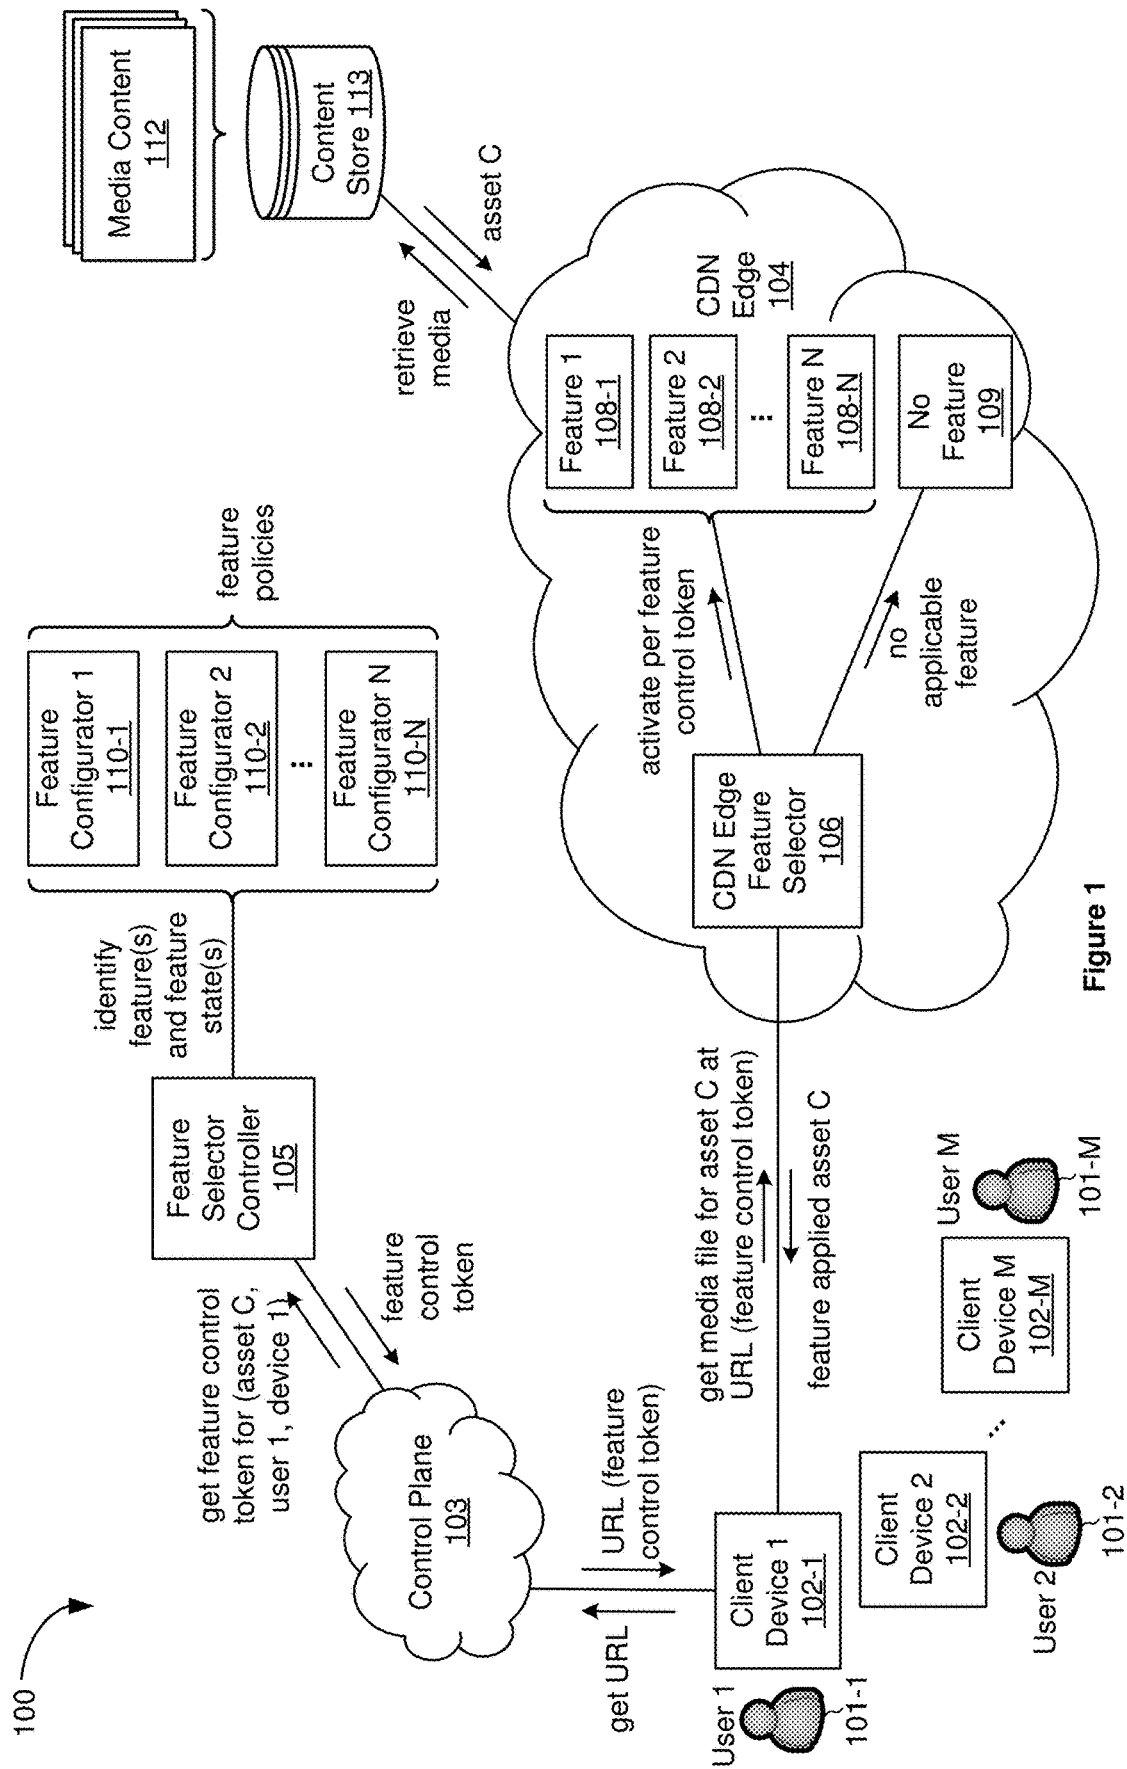 100
Media Content
112
Content
Store 113
Feature
Configurator 1
110-1
Feature
Configurator 2
110-2
...
Feature
Configurator N
110-N
feature
policies
identify
feature(s)
and feature
state(s)
Feature
Selector
Controller
105
get feature control
token for (asset C,
user 1, device 1)
feature
control
token
Control Plane
103
get URL
URL (feature
control token)
User 1
101-1
Client
Device 1
102-1
Client
Device 2
102-2
User 2
101-2
...
Client
Device M
102-M
User M
101-M
get media file for asset C at
URL (feature control token)
feature applied asset C
CDN Edge
Feature
Selector
106
activate per feature
control token
no
applicable
feature
Feature 1
108-1
Feature 2
108-2
...
Feature N
108-N
No
Feature
109
CDN
Edge
104
retrieve
media
asset C
Figure 1